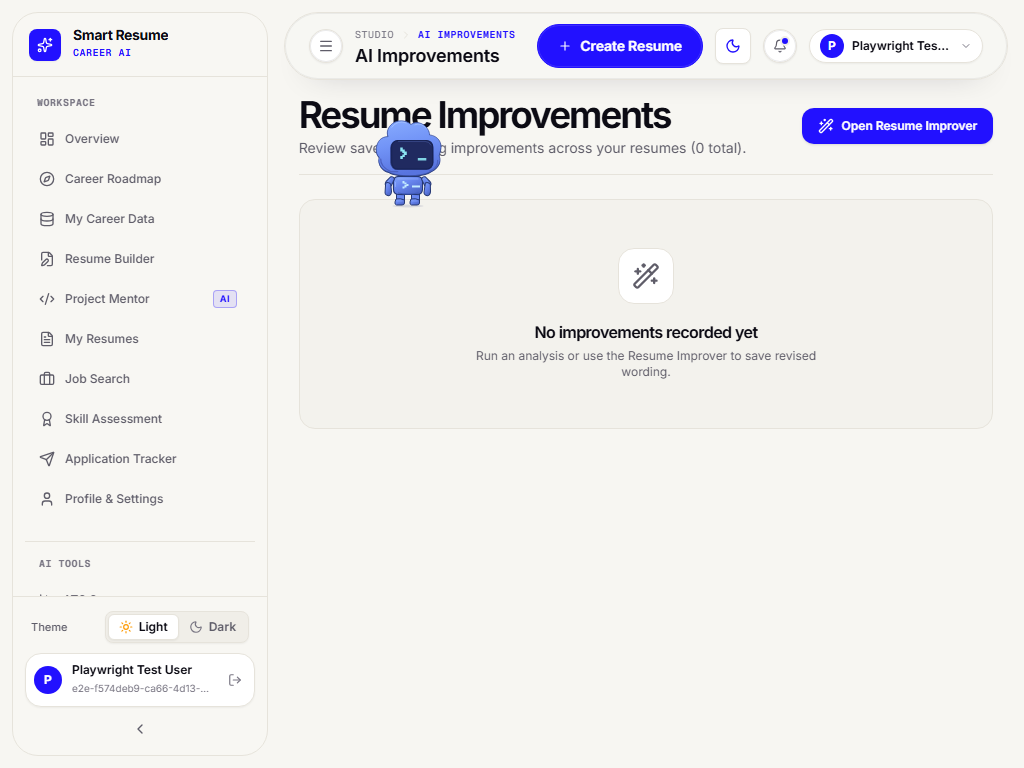 Smart Resume
CAREER AI
WORKSPACE
Overview
Career Roadmap
My Career Data
Resume Builder
Project Mentor AI
My Resumes
Job Search
Skill Assessment
Application Tracker
Profile & Settings
AI TOOLS
Theme Light Dark
P Playwright Test User
e2e-f574deb9-ca66-4d13-...
STUDIO AI IMPROVEMENTS
AI Improvements
Create Resume
P Playwright Tes...
Resume Improvements
Review improvements across your resumes (0 total).
Open Resume Improver
No improvements recorded yet
Run an analysis or use the Resume Improver to save revised
wording.